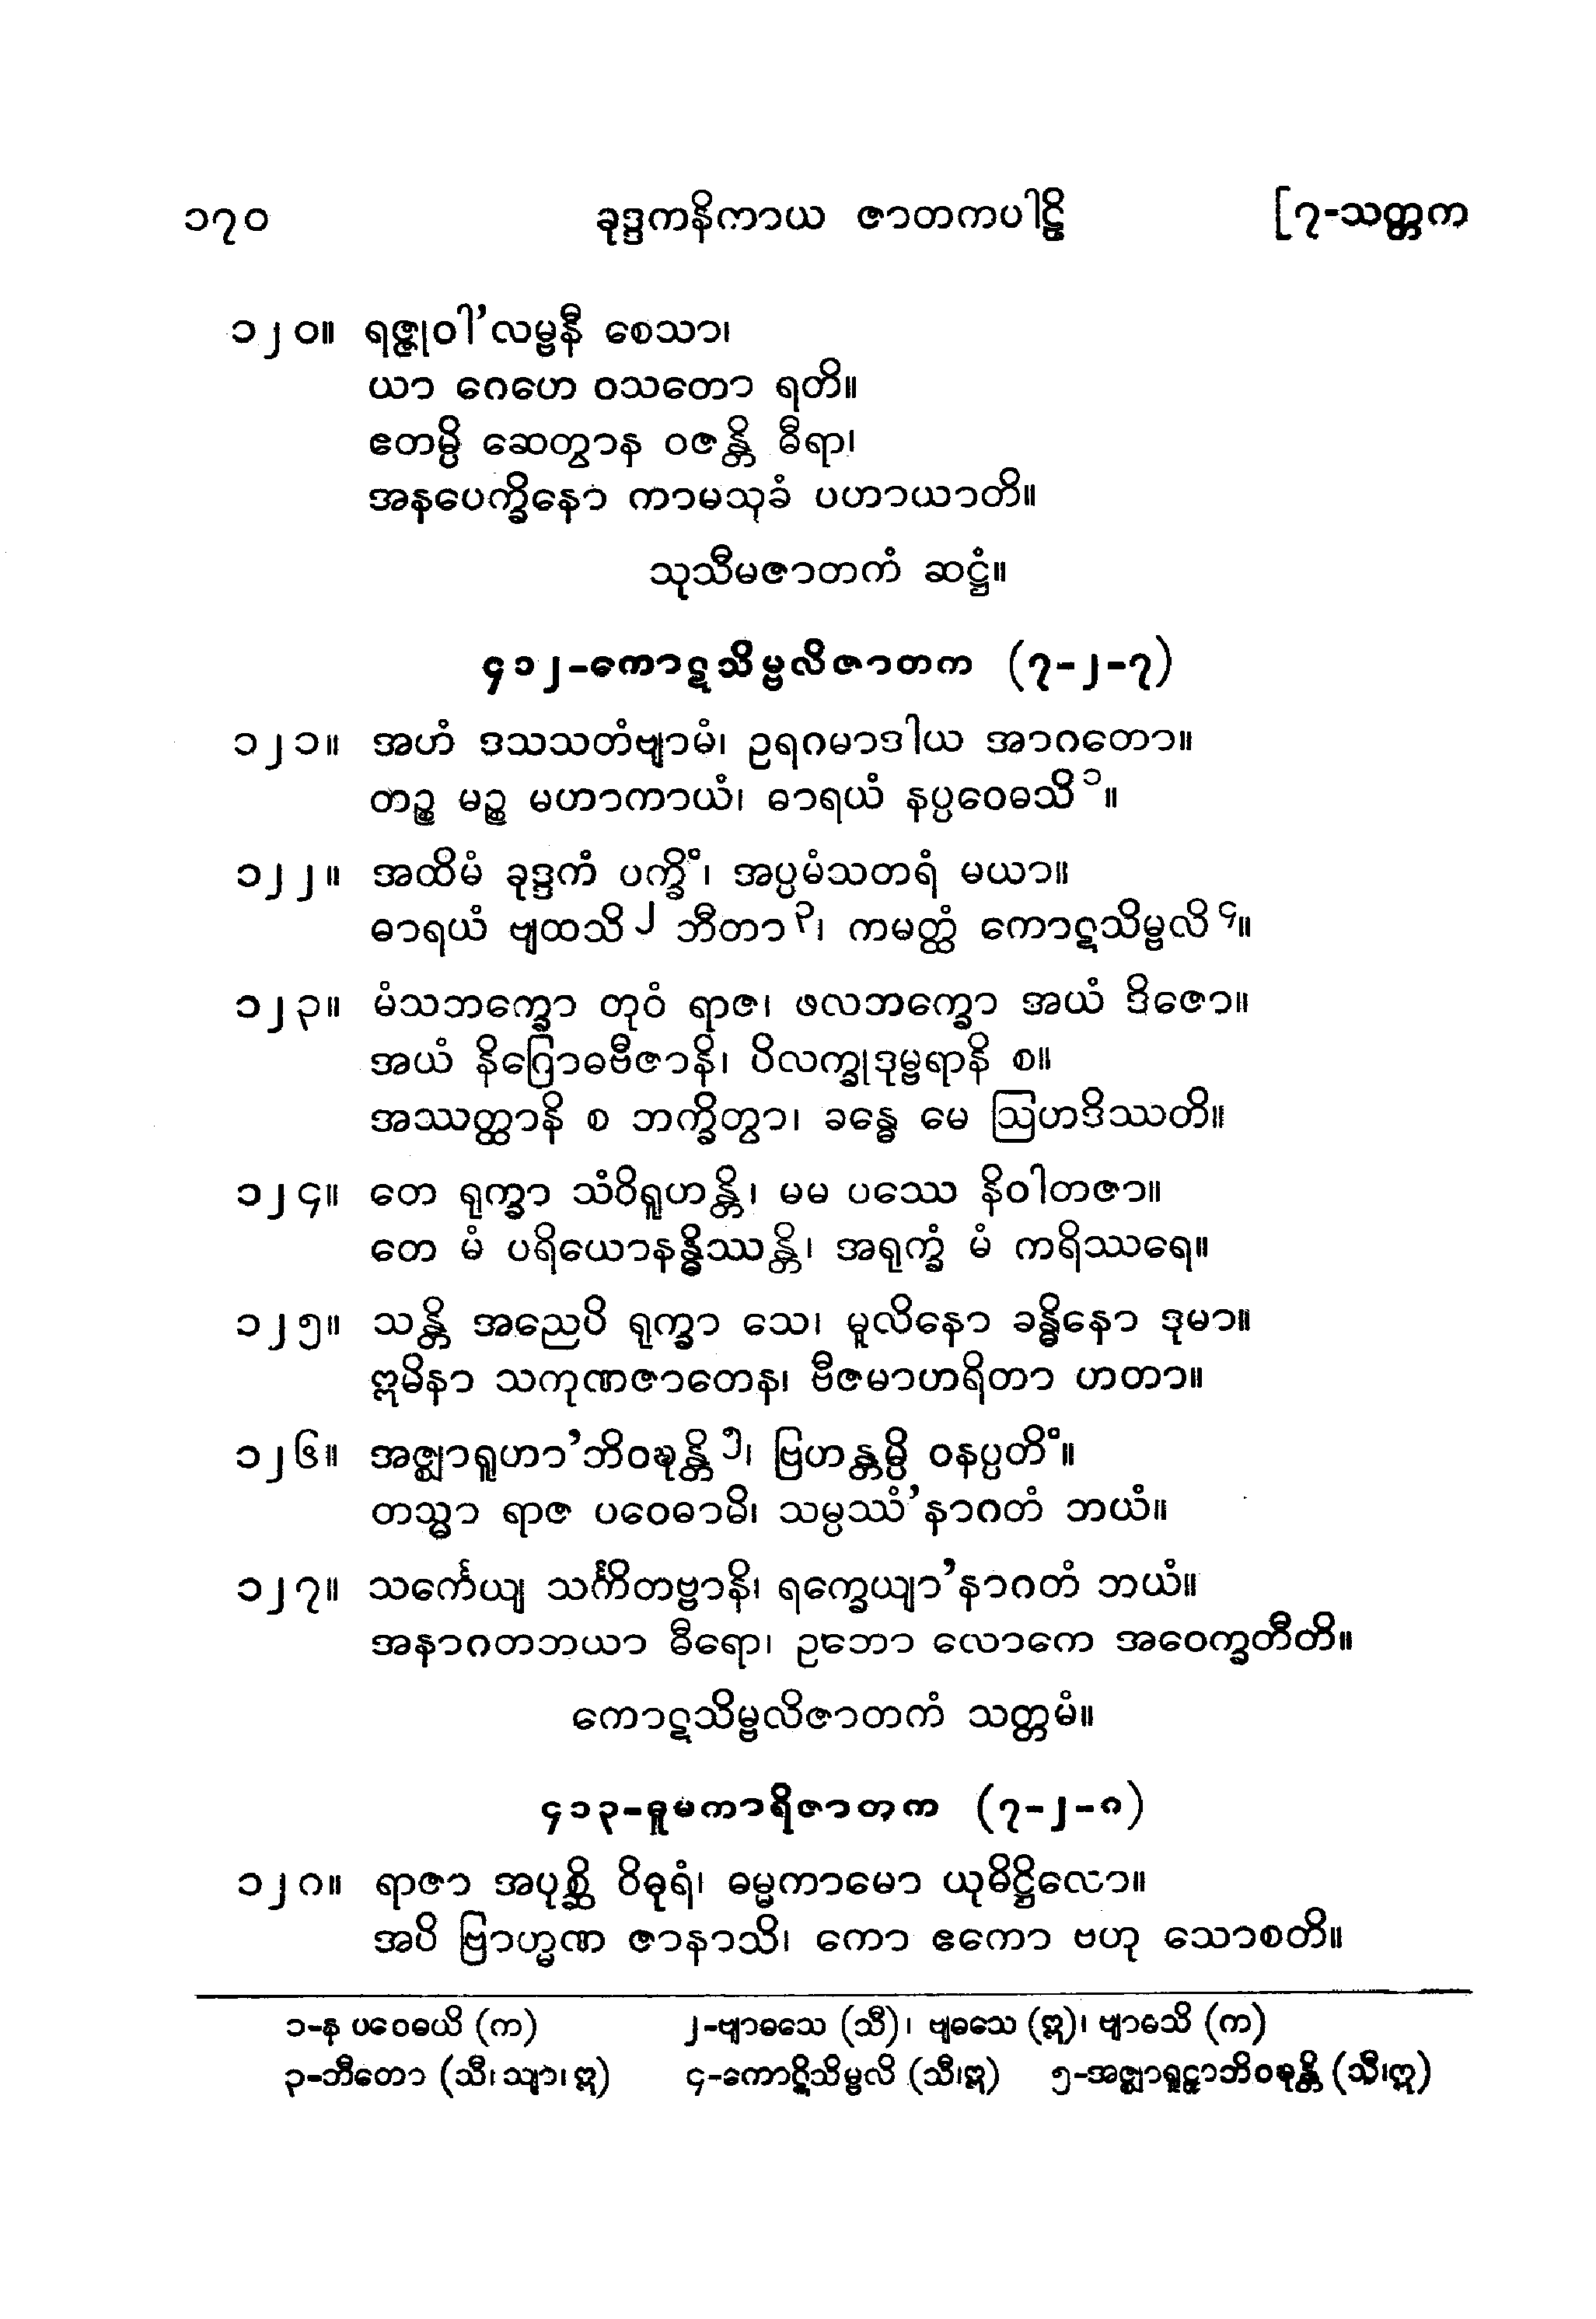 ၁၇၀ ခုဒ္ဒကနိကာယ ဇာတကပါဠိ [၇-သတ္တက
၁၂၀။ ရဇ္ဇုဝါ’လမ္ဗနီ စေသာ၊
ယာ ဂေဟေ ဝသတော ရတိ။
ဧတမ္ပိ ဆေတွာန ဝဇန္တိ ဓီရာ၊
အနပေက္ခိနော ကာမသုခံ ပဟာယာတိ။
သုသီမဇာတကံ ဆဋ္ဌံ။
၄၁၂-ကောဋသိမ္ဗလိဇာတက (၇-၂-၇)
၁၂၁။ အဟံ ဒသသတံဗျာမံ၊ ဥရဂမာဒါယ အာဂတော။
တဉ္စ မဉ္စ မဟာကာယံ၊ ဓာရယံ နပ္ပဝေဓသိ ၁။
၁၂၂။ အထိမံ ခုဒ္ဒကံ ပက္ခိံ၊ အပ္ပမံသတရံ မယာ။
ဓာရယံ ဗျထသိ ၂ ဘီတာ ၃၊ ကမတ္ထံ ကောဋသိမ္ဗလိ ၄။
၁၂၃။ မံသဘက္ခော တုဝံ ရာဇ၊ ဖလဘက္ခော အယံ ဒိဇော။
အယံ နိဂြောဓဗီဇာနိ၊ ပိလက္ခုဒုမ္ဗရာနိ စ။
အဿတ္ထာနိ စ ဘက္ခိတွာ၊ ခန္ဓေ မေ ဩဟဒိဿတိ။
၁၂၄။ တေ ရုက္ခာ သံဝိရူဟန္တိ၊ မမ ပဿေ နိဝါတဇာ။
တေ မံ ပရိယောနန္ဓိဿန္တိ၊ အရုက္ခံ မံ ကရိဿရေ။
၁၂၅။ သန္တိ အညေပိ ရုက္ခာ သေ၊ မူလိနော ခန္ဓိနော ဒုမာ။
ဣမိနာ သကုဏဇာတေန၊ ဗီဇမာဟရိတာ ဟတာ။
၁၂၆။ အဇ္ဈာရူဟာ’ဘိဝဍ္ဎန္တိ ၅၊ ဗြဟန္တမ္ပိ ဝနပ္ပတိံ။
တသ္မာ ရာဇ ပဝေဓာမိ၊ သမ္ပဿံ’နာဂတံ ဘယံ။
၁၂၇။ သင်္ကေယျ သင်္ကိတဗ္ဗာနိ၊ ရက္ခေယျာ’နာဂတံ ဘယံ။
အနာဂတဘယာ ဓီရော၊ ဥဘော လောကေ အဝေက္ခတီတိ။
ကောဋသိမ္ဗလိဇာတကံ သတ္တမံ။
၄၁၃-ဓူမကာရိဇာတက (၇-၂-၈)
၁၂၈။ ရာဇာ အပုစ္ဆိ ဝိဓုရံ၊ ဓမ္မကာမော ယုဓိဋ္ဌိလော။
အပိ ဗြာဟ္မဏ ဇာနာသိ၊ ကော ဧကော ဗဟု သောစတိ။
၁-န ပဝေဓယိ (က) ၂-ဗျာဓသေ (သီ)၊ ဗျဓသေ (ဣ)၊ ဗျာဓသိ (က)
၃-ဘီတော (သီ၊ သျာ၊ ဣ) ၄-ကောဋိသိမ္ဗလိ (သီ၊ဣ) ၅-အဇ္ဈာရူဠှာဘိဝဍ္ဎန္တိ (သီ၊ဣ)